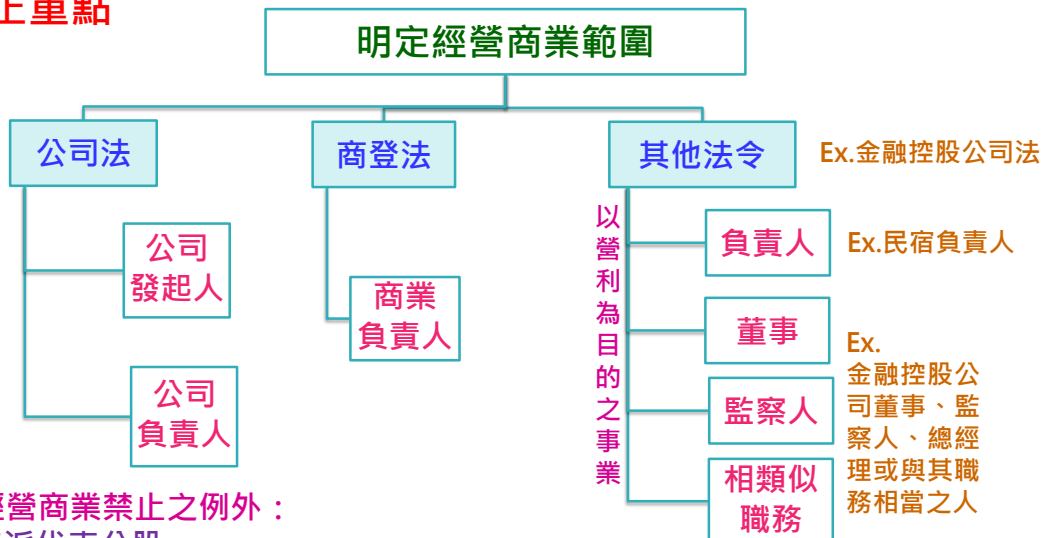 上重點
明定經營商業範圍
公司法
商登法
其他法令
Ex.金融控股公司法
公司
發起人
公司
負責人
商業
負責人
以營利為目的之事業
負責人
Ex.民宿負責人
董事
監察人
相類似
職務
Ex.
金融控股公
司董事、監
察人、總經
理或與其職
務相當之人
經營商業禁止之例外：
派代表公股